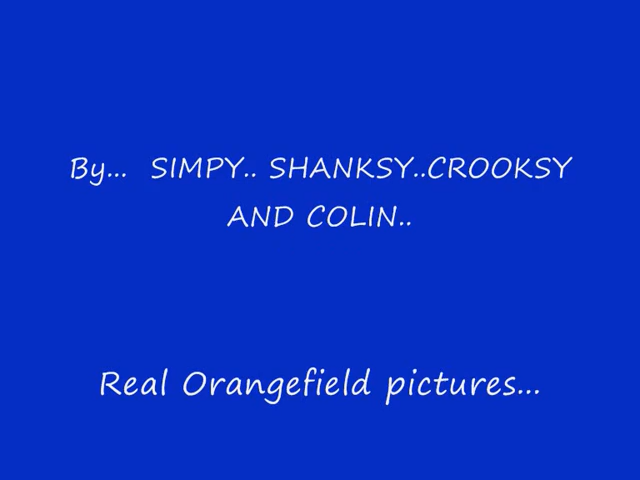 By... SIMPY.. SHANKSY..CROOKSY
AND COLIN..
Real Orangefield pictures...